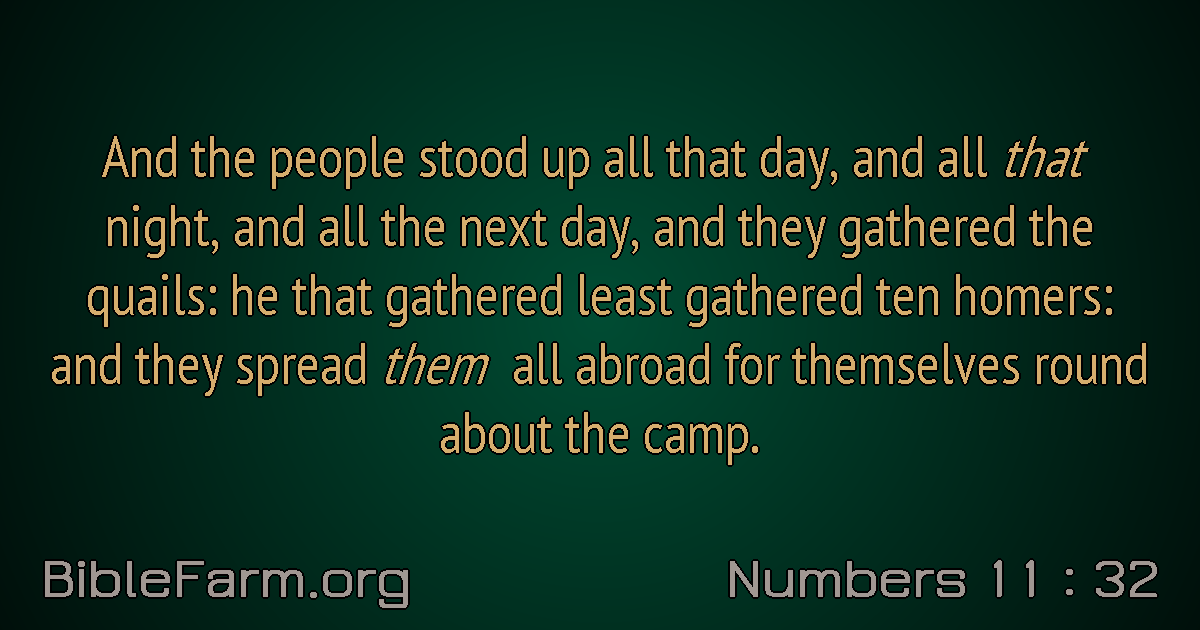 And the people stood up all that day, and all that
night, and all the next day, and they gathered the
quails: he that gathered least gathered ten homers:
and they spread them all abroad for themselves round
about the camp.
BibleFarm.org
Numbers 11 : 32